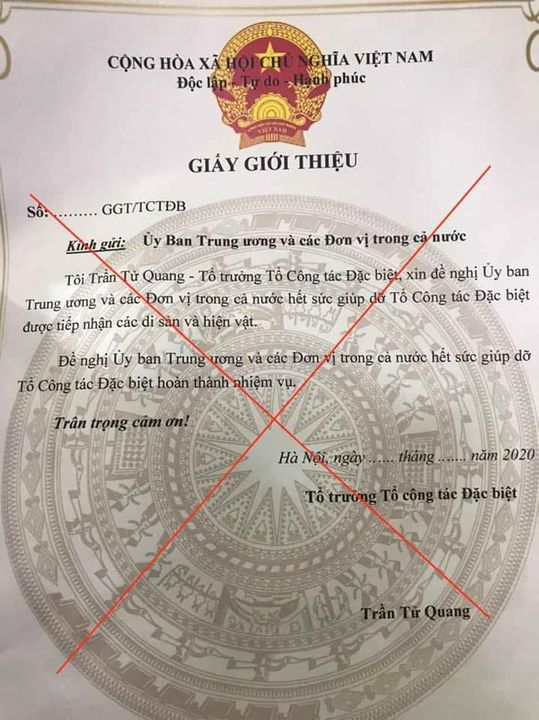 CỘNG HÒA XÃ HỘI CHỦ NGHĨA VIỆT NAM
Độc lập - Tự do - Hạnh phúc
VIỆT NAM
GIẤY GIỚI THIỆU
Số: ......... GGT/TCTĐB
Kính gửi: Ủy Ban Trung ương và các Đơn vị trong cả nước
Tôi Trần Tử Quang - Tổ trưởng Tổ Công tác Đặc biệt, xin đề nghị Ủy ban
Trung ương và các Đơn vị trong cả nước hết sức giúp dỡ Tổ Công tác Đặc biệt
được tiếp nhận các di sản và hiện vật.
Đề nghị Ủy ban Trung ương và các Đơn vị trong cả nước hết sức giúp dỡ
Tổ Công tác Đặc biệt hoàn thành nhiệm vụ.
Trân trọng cảm ơn!
Hà Nội, ngày ....... tháng ....... năm 2020
Tổ trưởng Tổ công tác Đặc biệt
Trần Tử Quang